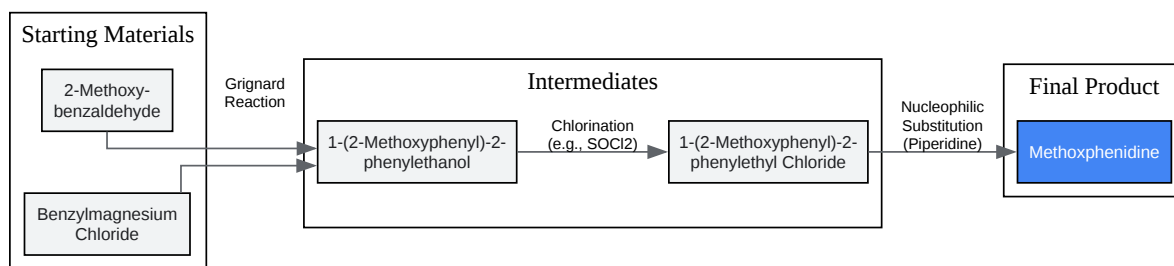 Starting Materials
2-Methoxy-
benzaldehyde
Benzylmagnesium
Chloride
Grignard
Reaction
Intermediates
1-(2-Methoxyphenyl)-2-
phenylethanol
Chlorination
(e.g., SOCl2)
1-(2-Methoxyphenyl)-2-
phenylethyl Chloride
Nucleophilic
Substitution
(Piperidine)
Final Product
Methoxphenidine